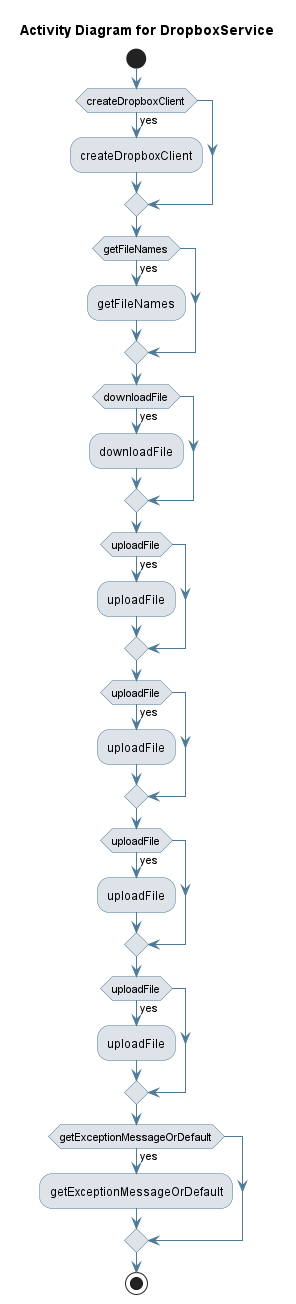 Activity Diagram for DropboxService
createDropboxClient
yes
createDropboxClient
getFileNames
yes
getFileNames
downloadFile
yes
downloadFile
uploadFile
yes
uploadFile
uploadFile
yes
uploadFile
uploadFile
yes
uploadFile
uploadFile
yes
uploadFile
getExceptionMessageOrDefault
yes
getExceptionMessageOrDefault